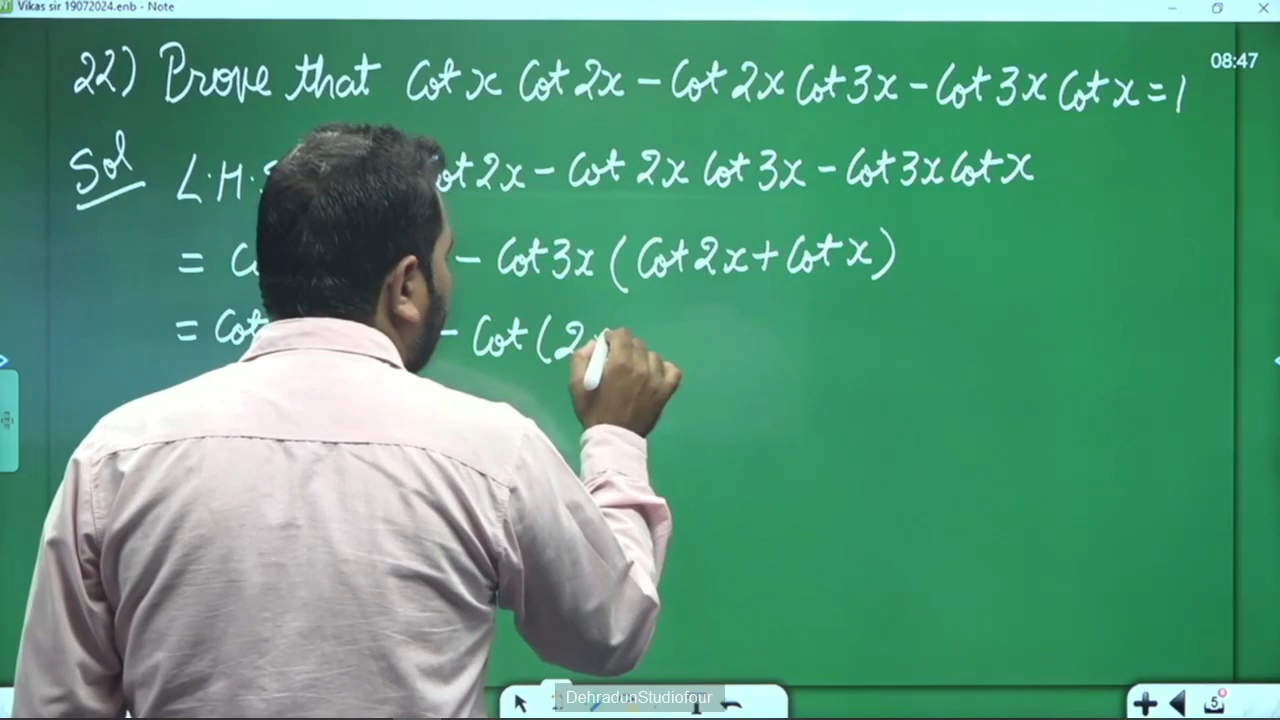 Vikas sir 19072024.enb - Note
08:47
22) Prove that Cot x Cot 2x - Cot 2x Cot 3x - Cot 3x Cot x = 1
Sol L.H.S 2x - Cot 2x Cot 3x - Cot 3x Cot x
= - Cot 3x (Cot 2x + Cot x)
= Cot - Cot (2x
5
DehradunStudiofour